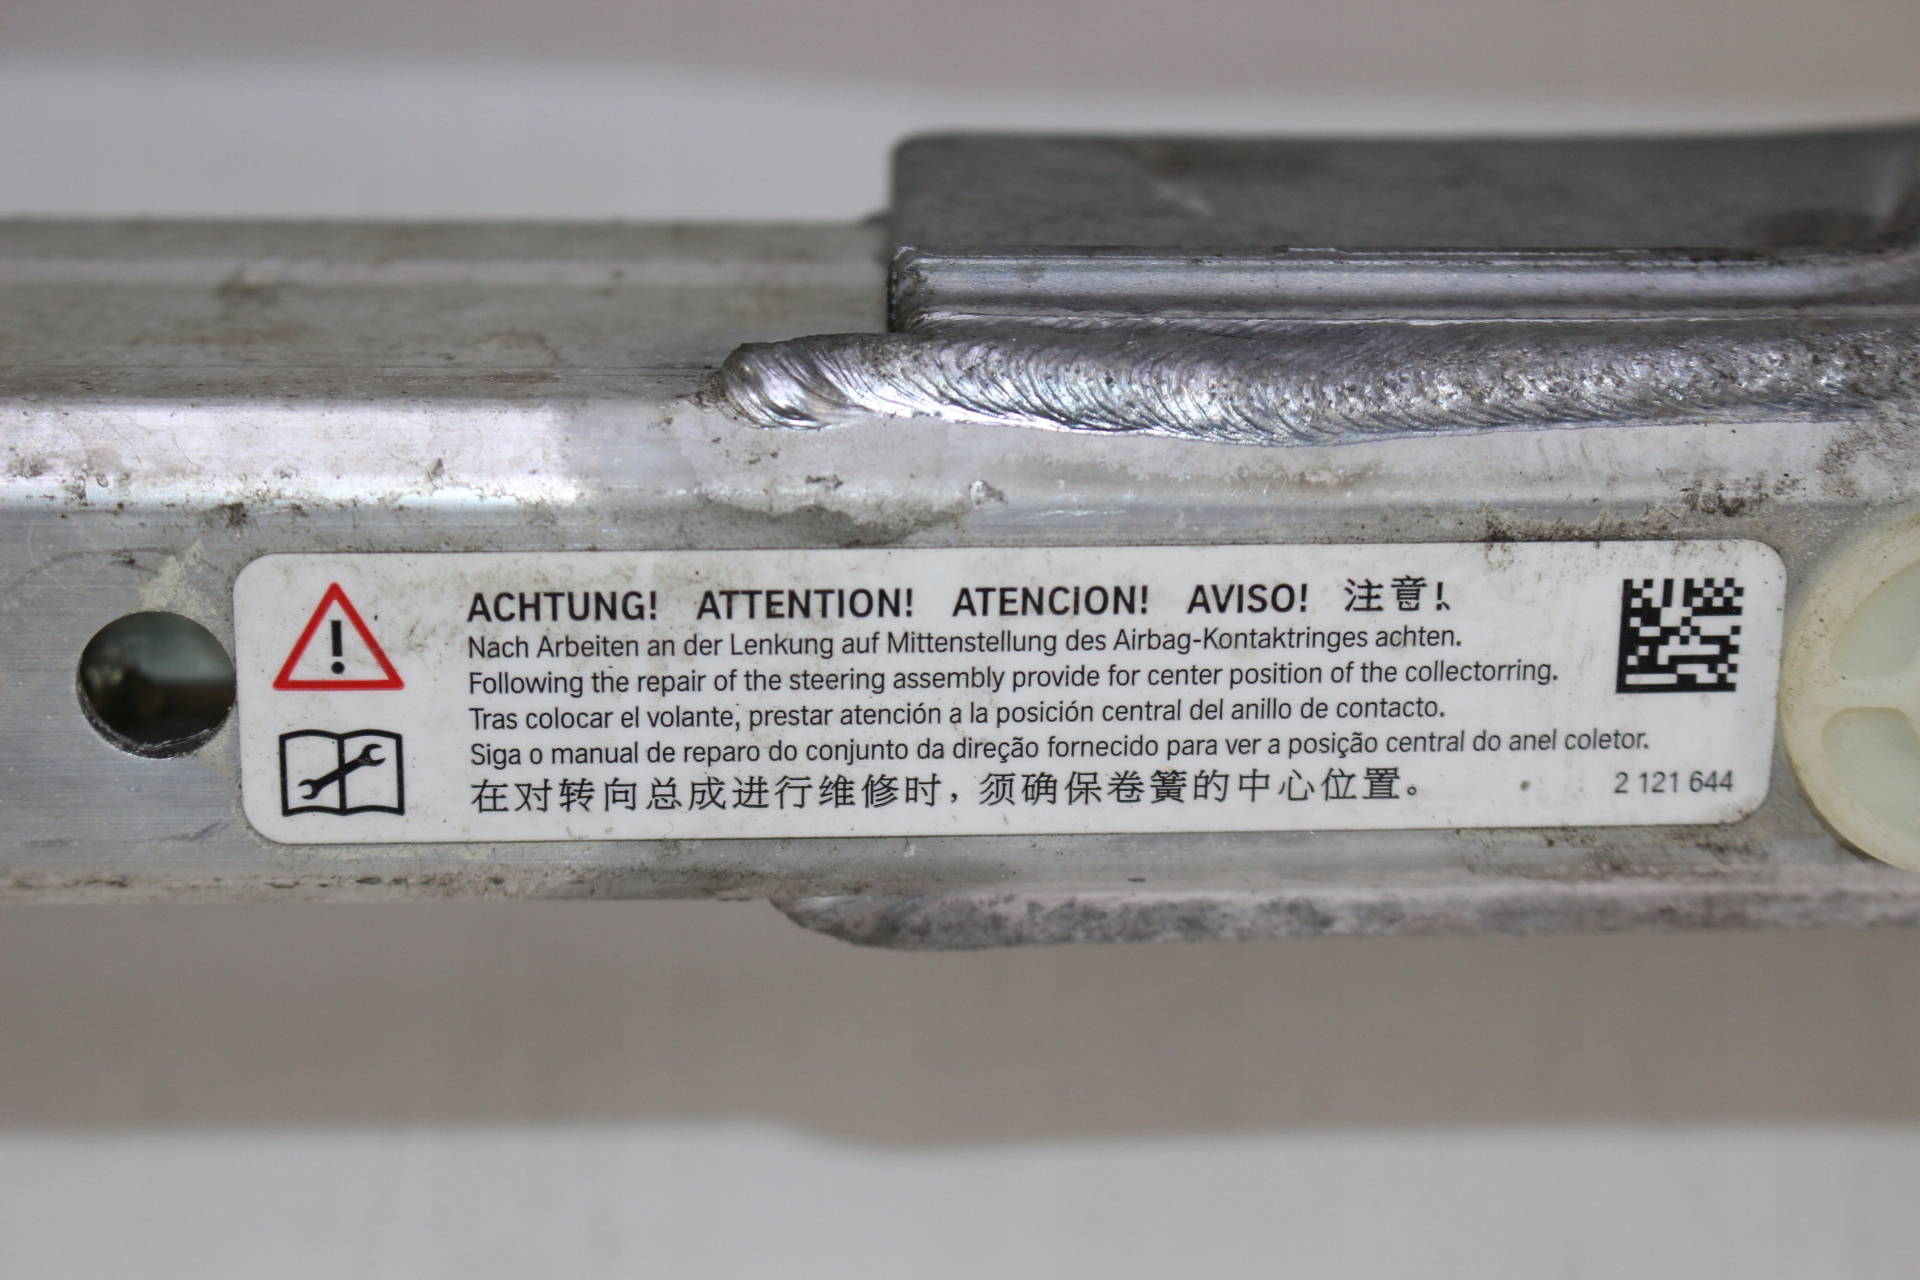 ACHTUNG! ATTENTION! ATENCION! AVISO! 注意!
Nach Arbeiten an der Lenkung auf Mittenstellung des Airbag-Kontaktringes achten.
Following the repair of the steering assembly provide for center position of the collectorring.
Tras colocar el volante, prestar atención a la posición central del anillo de contacto.
Siga o manual de reparo do conjunto da direção fornecido para ver a posição central do anel coletor.
在对转向总成进行维修时，须确保卷簧的中心位置。
2 121 644